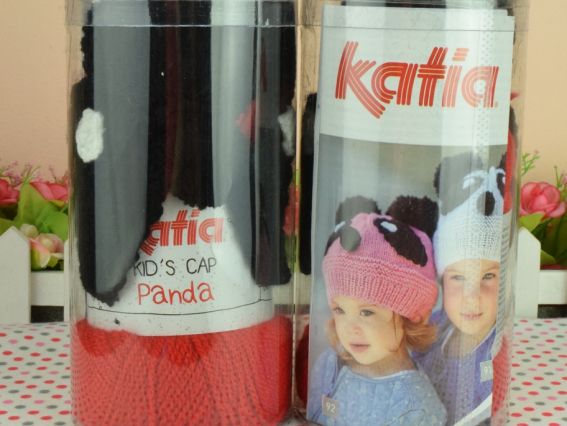 katia
KID'S CAP
Panda
katia
92